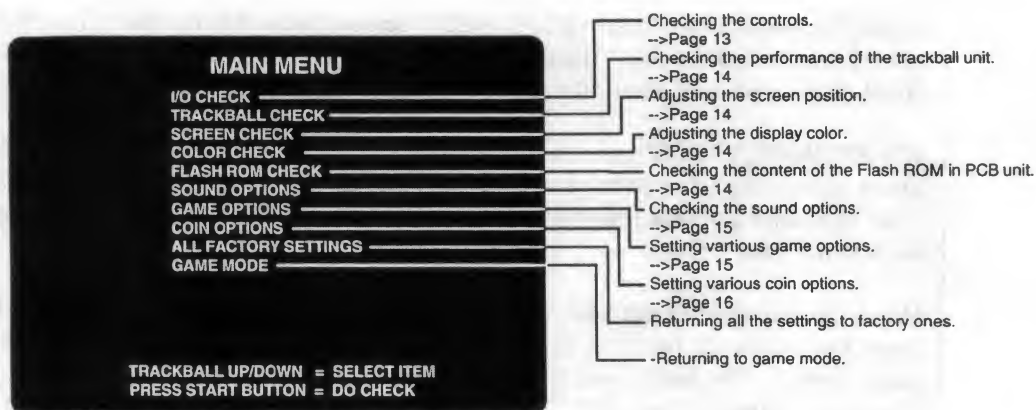 MAIN MENU
I/O CHECK
TRACKBALL CHECK
SCREEN CHECK
COLOR CHECK
FLASH ROM CHECK
SOUND OPTIONS
GAME OPTIONS
COIN OPTIONS
ALL FACTORY SETTINGS
GAME MODE
TRACKBALL UP/DOWN = SELECT ITEM
PRESS START BUTTON = DO CHECK
Checking the controls.
-->Page 13
Checking the performance of the trackball unit.
-->Page 14
Adjusting the screen position.
-->Page 14
Adjusting the display color.
-->Page 14
Checking the content of the Flash ROM in PCB unit.
-->Page 14
Checking the sound options.
-->Page 15
Setting vartious game options.
-->Page 15
Setting various coin options.
-->Page 16
Returning all the settings to factory ones.
-Returning to game mode.